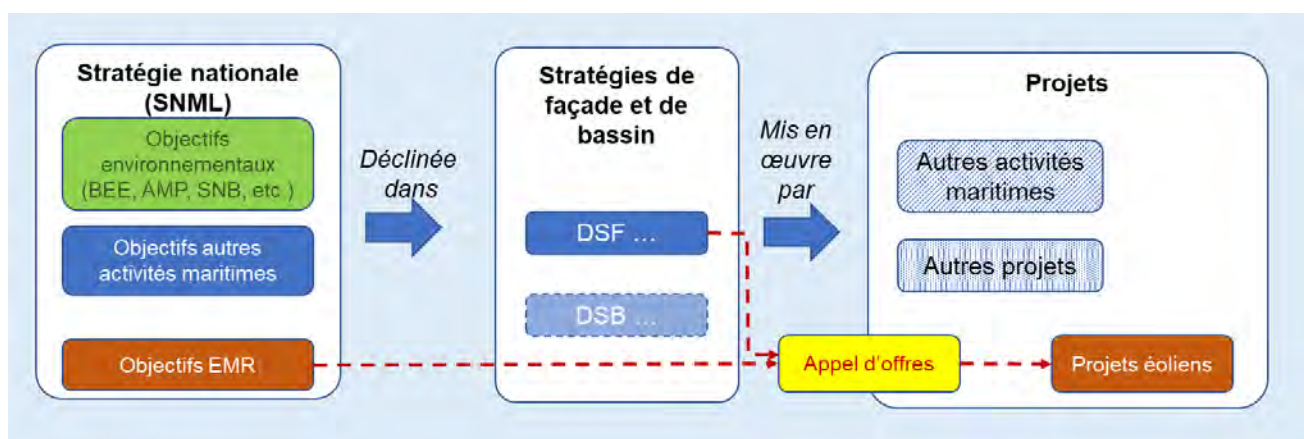 Stratégie nationale
(SNML)
Objectifs
environnementaux
(BEE, AMP, SNB, etc.)
Objectifs autres
activités maritimes
Objectifs EMR
Déclinée
dans
Stratégies de
façade et de
bassin
DSF ...
DSB ...
Mis en
œuvre
par
Projets
Autres activités
maritimes
Autres projets
Appel d'offres
Projets éoliens